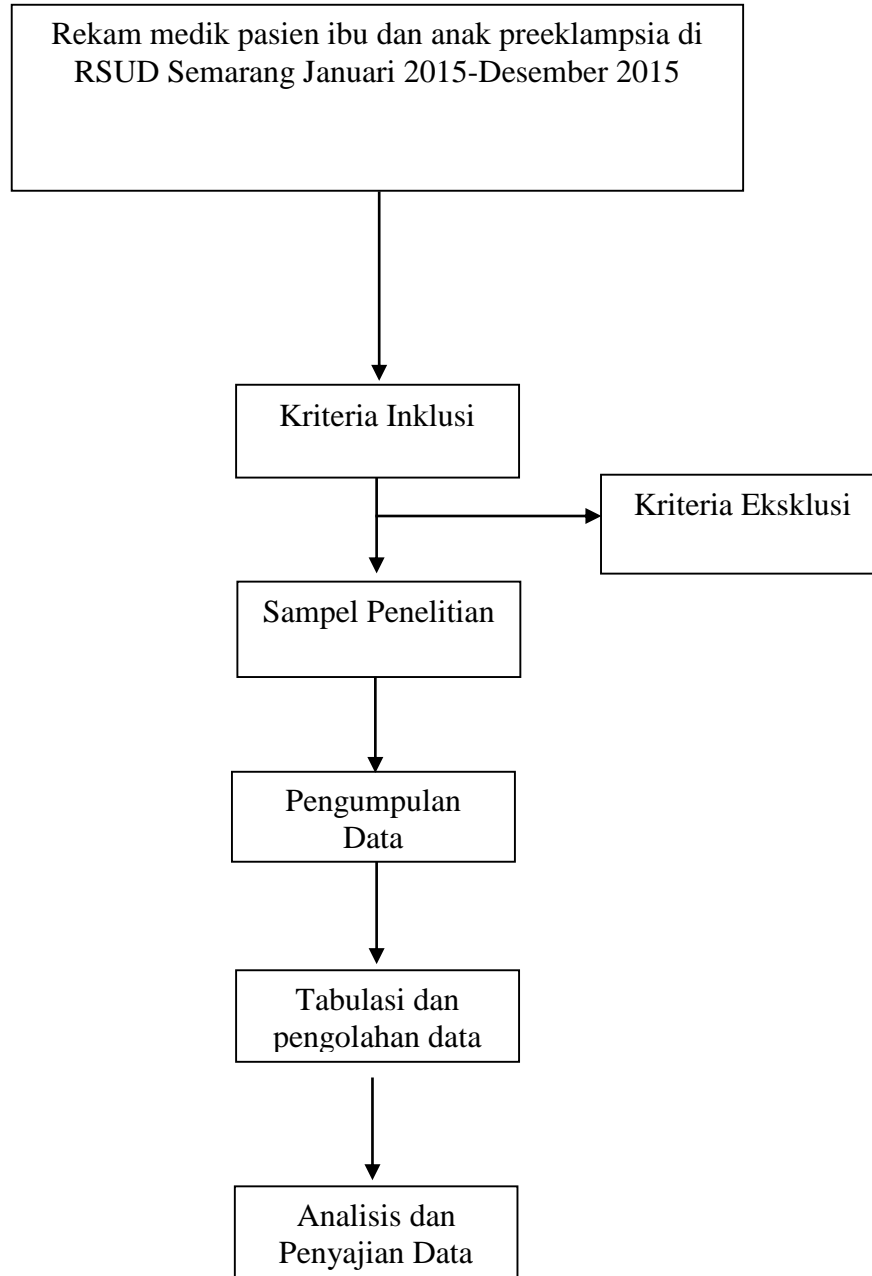 Rekam medik pasien ibu dan anak preeklampsia di
RSUD Semarang Januari 2015-Desember 2015
Kriteria Inklusi
Kriteria Eksklusi
Sampel Penelitian
Pengumpulan
Data
Tabulasi dan
pengolahan data
Analisis dan
Penyajian Data